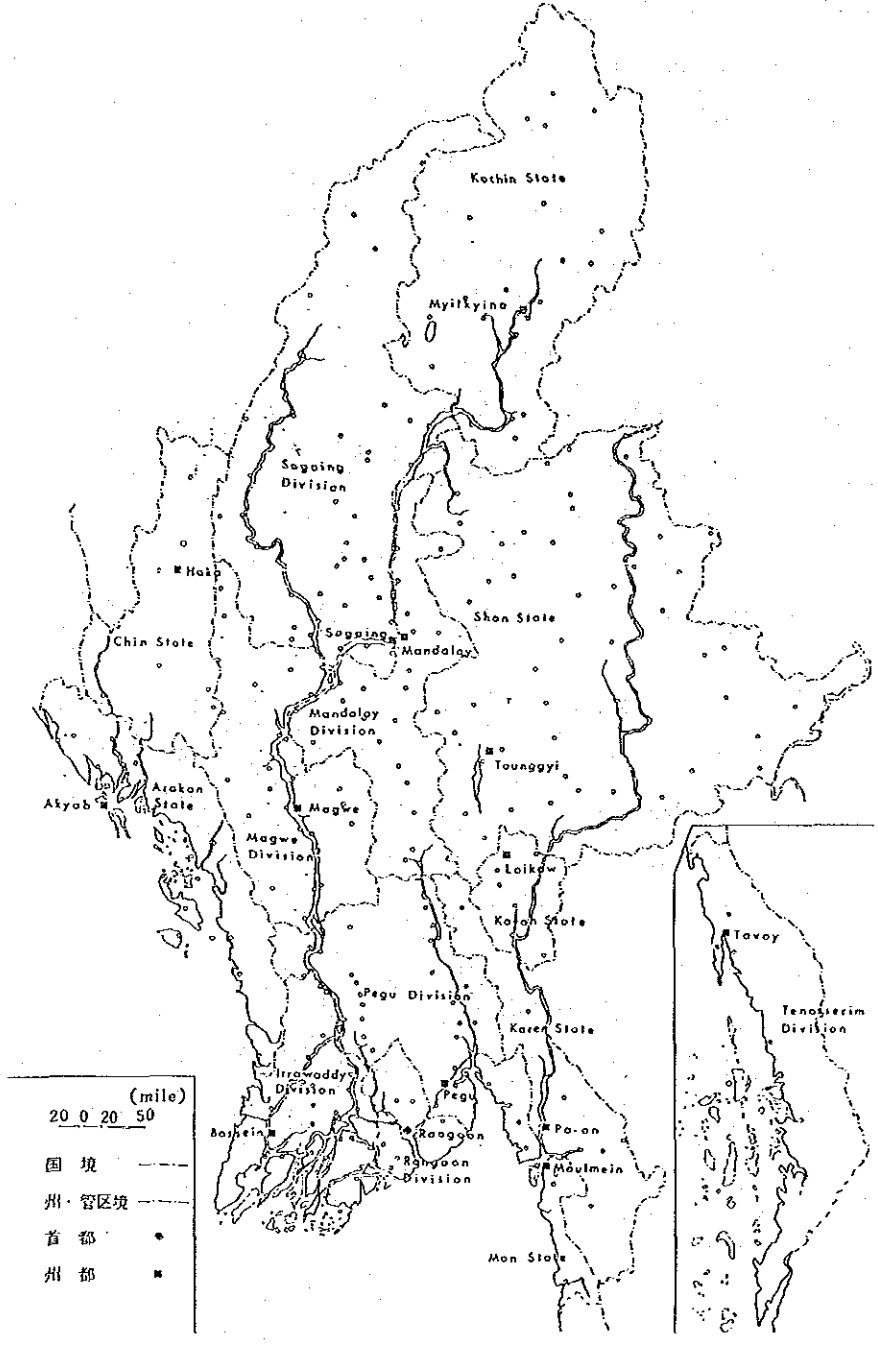 Kachin State
Myitkyina
Sagaing
Division
Haka
Chin State
Shan State
Sagaing
Mandalay
Mandalay
Division
Taunggyi
Akyab
Arakan
State
Magwe
Magwe
Division
Loikaw
Kayah State
Tavoy
Tenasserim
Division
Pegu Division
Karen State
Irrawaddy
Division
Pegu
Bassein
Rangoon
Pa-an
Rangoon
Division
Moulmein
Mon State
(mile)
20 0 20 50
国境
州・管区境
首都
州都